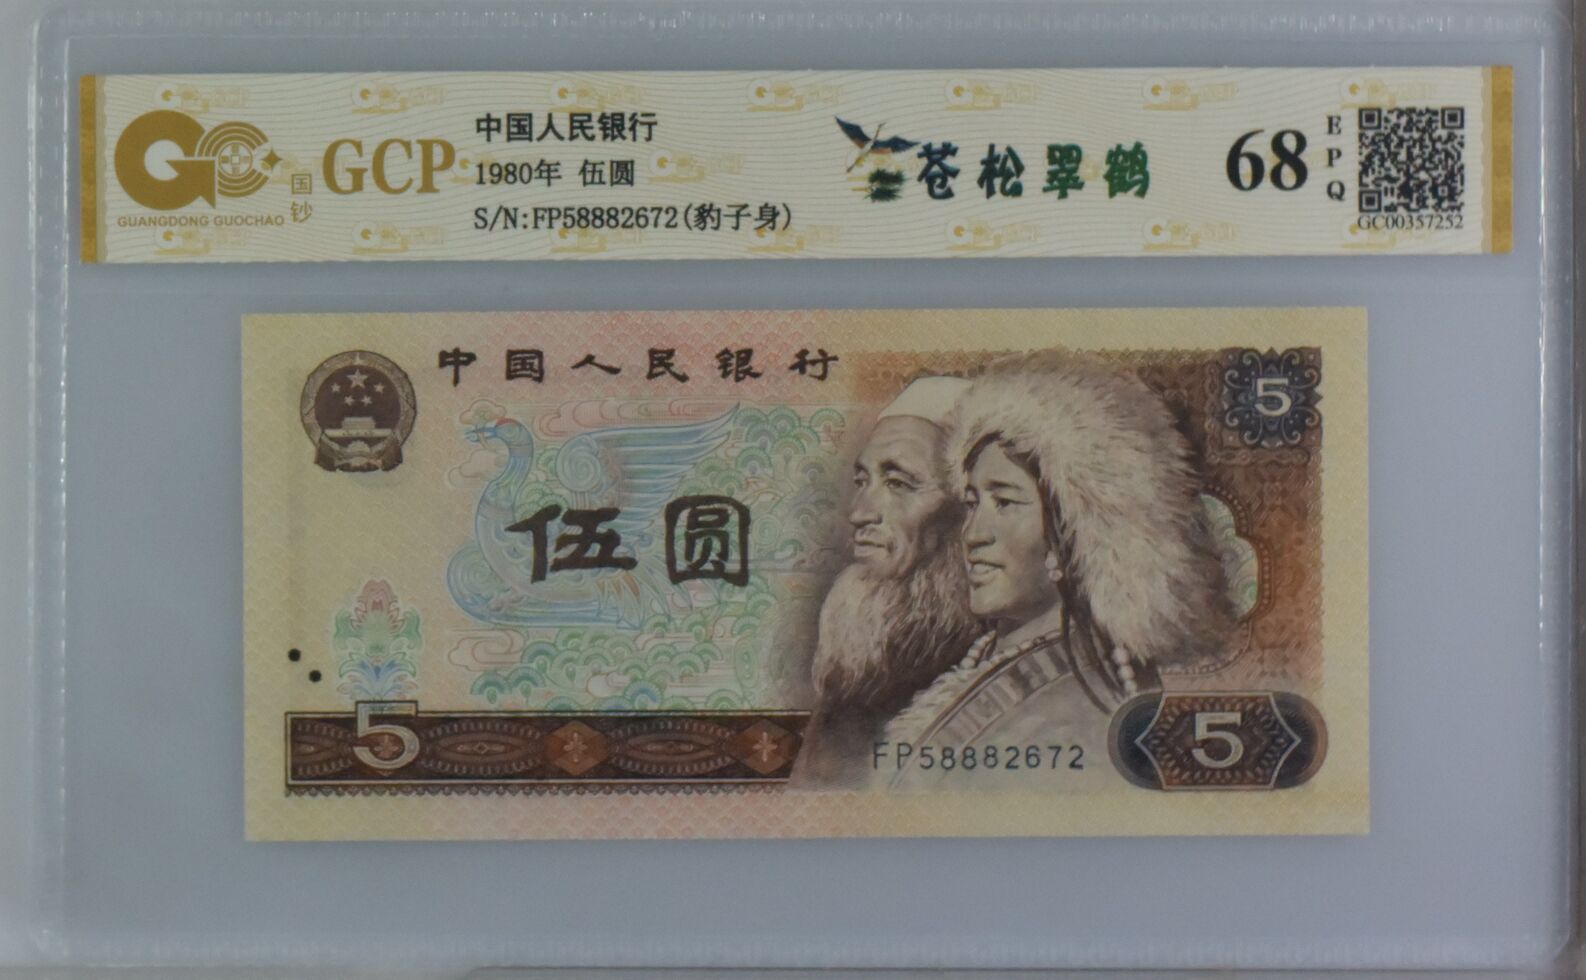 GUANGDONG GUOCHAO
国钞
GCP
中国人民银行
1980年 伍圆
S/N:FP58882672(豹子身)
苍松翠鹤
68
EPQ
GC00357252
中国人民银行
5
伍圆
5
FP58882672
5